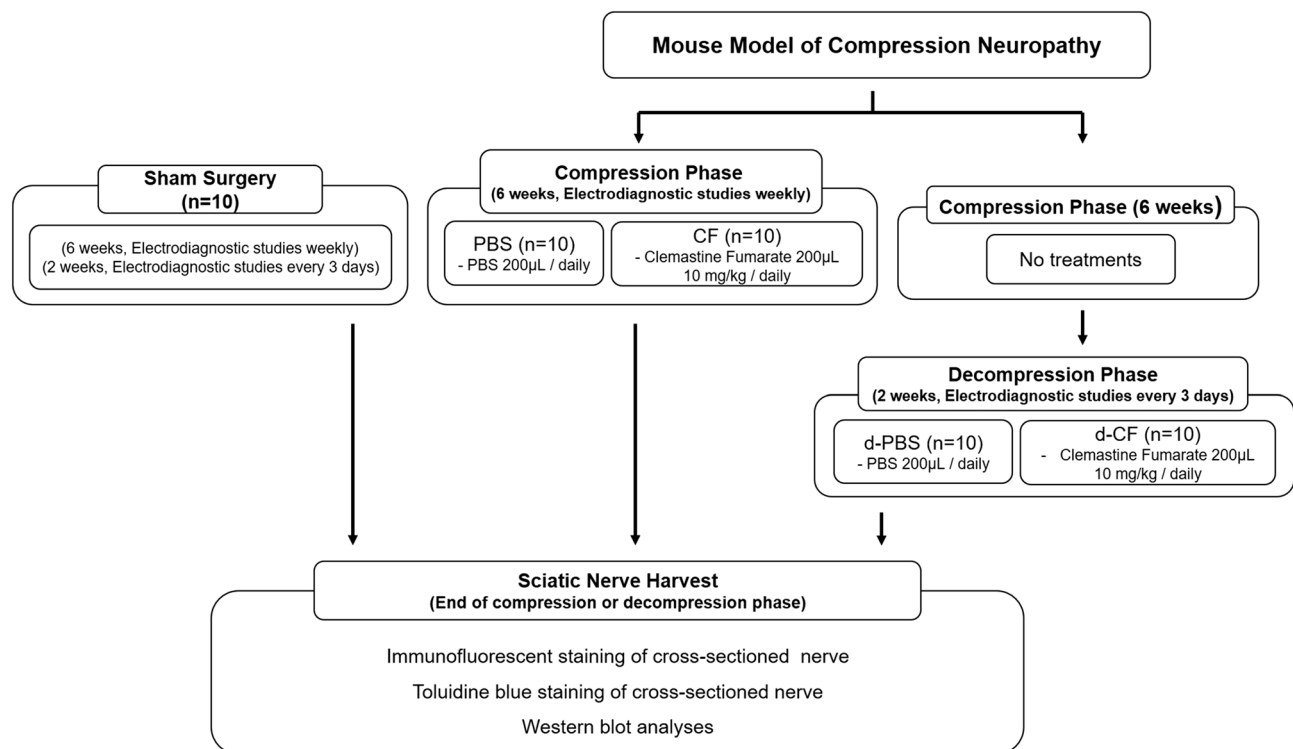 Mouse Model of Compression Neuropathy
Sham Surgery
(n=10)
(6 weeks, Electrodiagnostic studies weekly)
(2 weeks, Electrodiagnostic studies every 3 days)
Compression Phase
(6 weeks, Electrodiagnostic studies weekly)
PBS (n=10)
- PBS 200µL / daily
CF (n=10)
- Clemastine Fumarate 200µL
10 mg/kg / daily
Compression Phase (6 weeks)
No treatments
Decompression Phase
(2 weeks, Electrodiagnostic studies every 3 days)
d-PBS (n=10)
- PBS 200µL / daily
d-CF (n=10)
- Clemastine Fumarate 200µL
10 mg/kg / daily
Sciatic Nerve Harvest
(End of compression or decompression phase)
Immunofluorescent staining of cross-sectioned nerve
Toluidine blue staining of cross-sectioned nerve
Western blot analyses